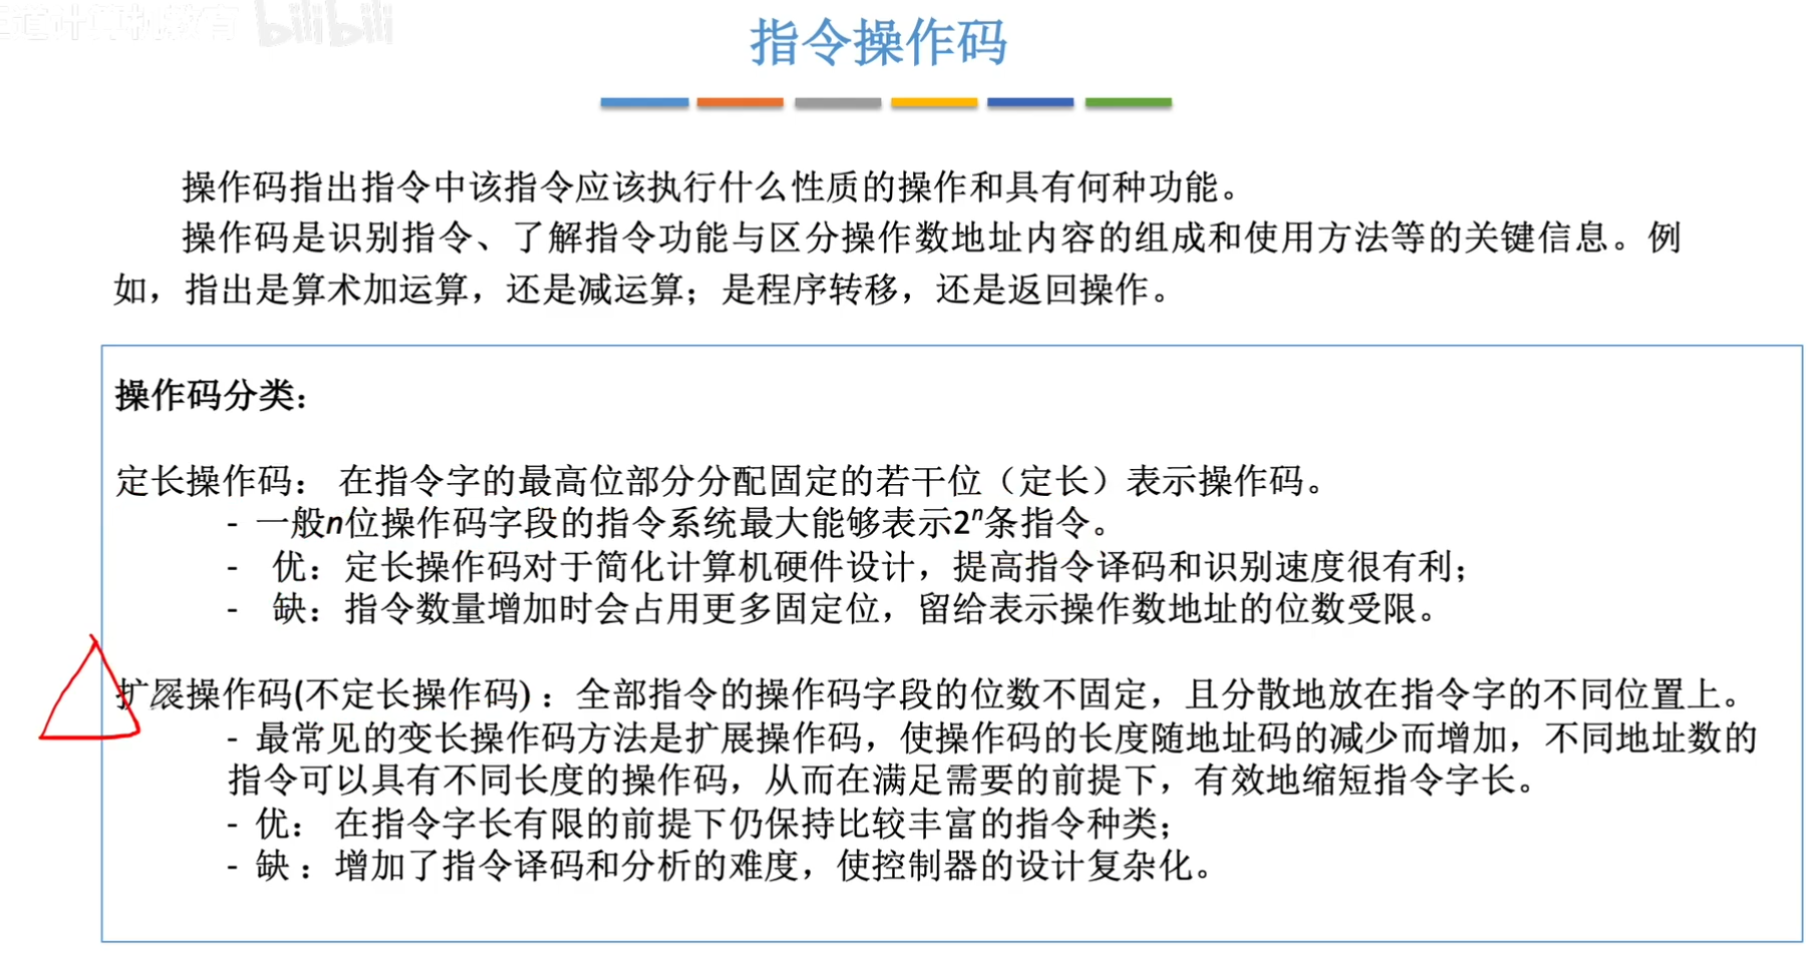 王道计算机教育 bilibili
指令操作码
操作码指出指令中该指令应该执行什么性质的操作和具有何种功能。
操作码是识别指令、了解指令功能与区分操作数地址内容的组成和使用方法等的关键信息。例
如，指出是算术加运算，还是减运算；是程序转移，还是返回操作。
操作码分类：
定长操作码： 在指令字的最高位部分分配固定的若干位（定长）表示操作码。
- 一般n位操作码字段的指令系统最大能够表示2ⁿ条指令。
- 优：定长操作码对于简化计算机硬件设计，提高指令译码和识别速度很有利；
- 缺：指令数量增加时会占用更多固定位，留给表示操作数地址的位数受限。
扩展操作码(不定长操作码)：全部指令的操作码字段的位数不固定，且分散地放在指令字的不同位置上。
- 最常见的变长操作码方法是扩展操作码，使操作码的长度随地址码的减少而增加，不同地址数的
指令可以具有不同长度的操作码，从而在满足需要的前提下，有效地缩短指令字长。
- 优： 在指令字长有限的前提下仍保持比较丰富的指令种类；
- 缺：增加了指令译码和分析的难度，使控制器的设计复杂化。